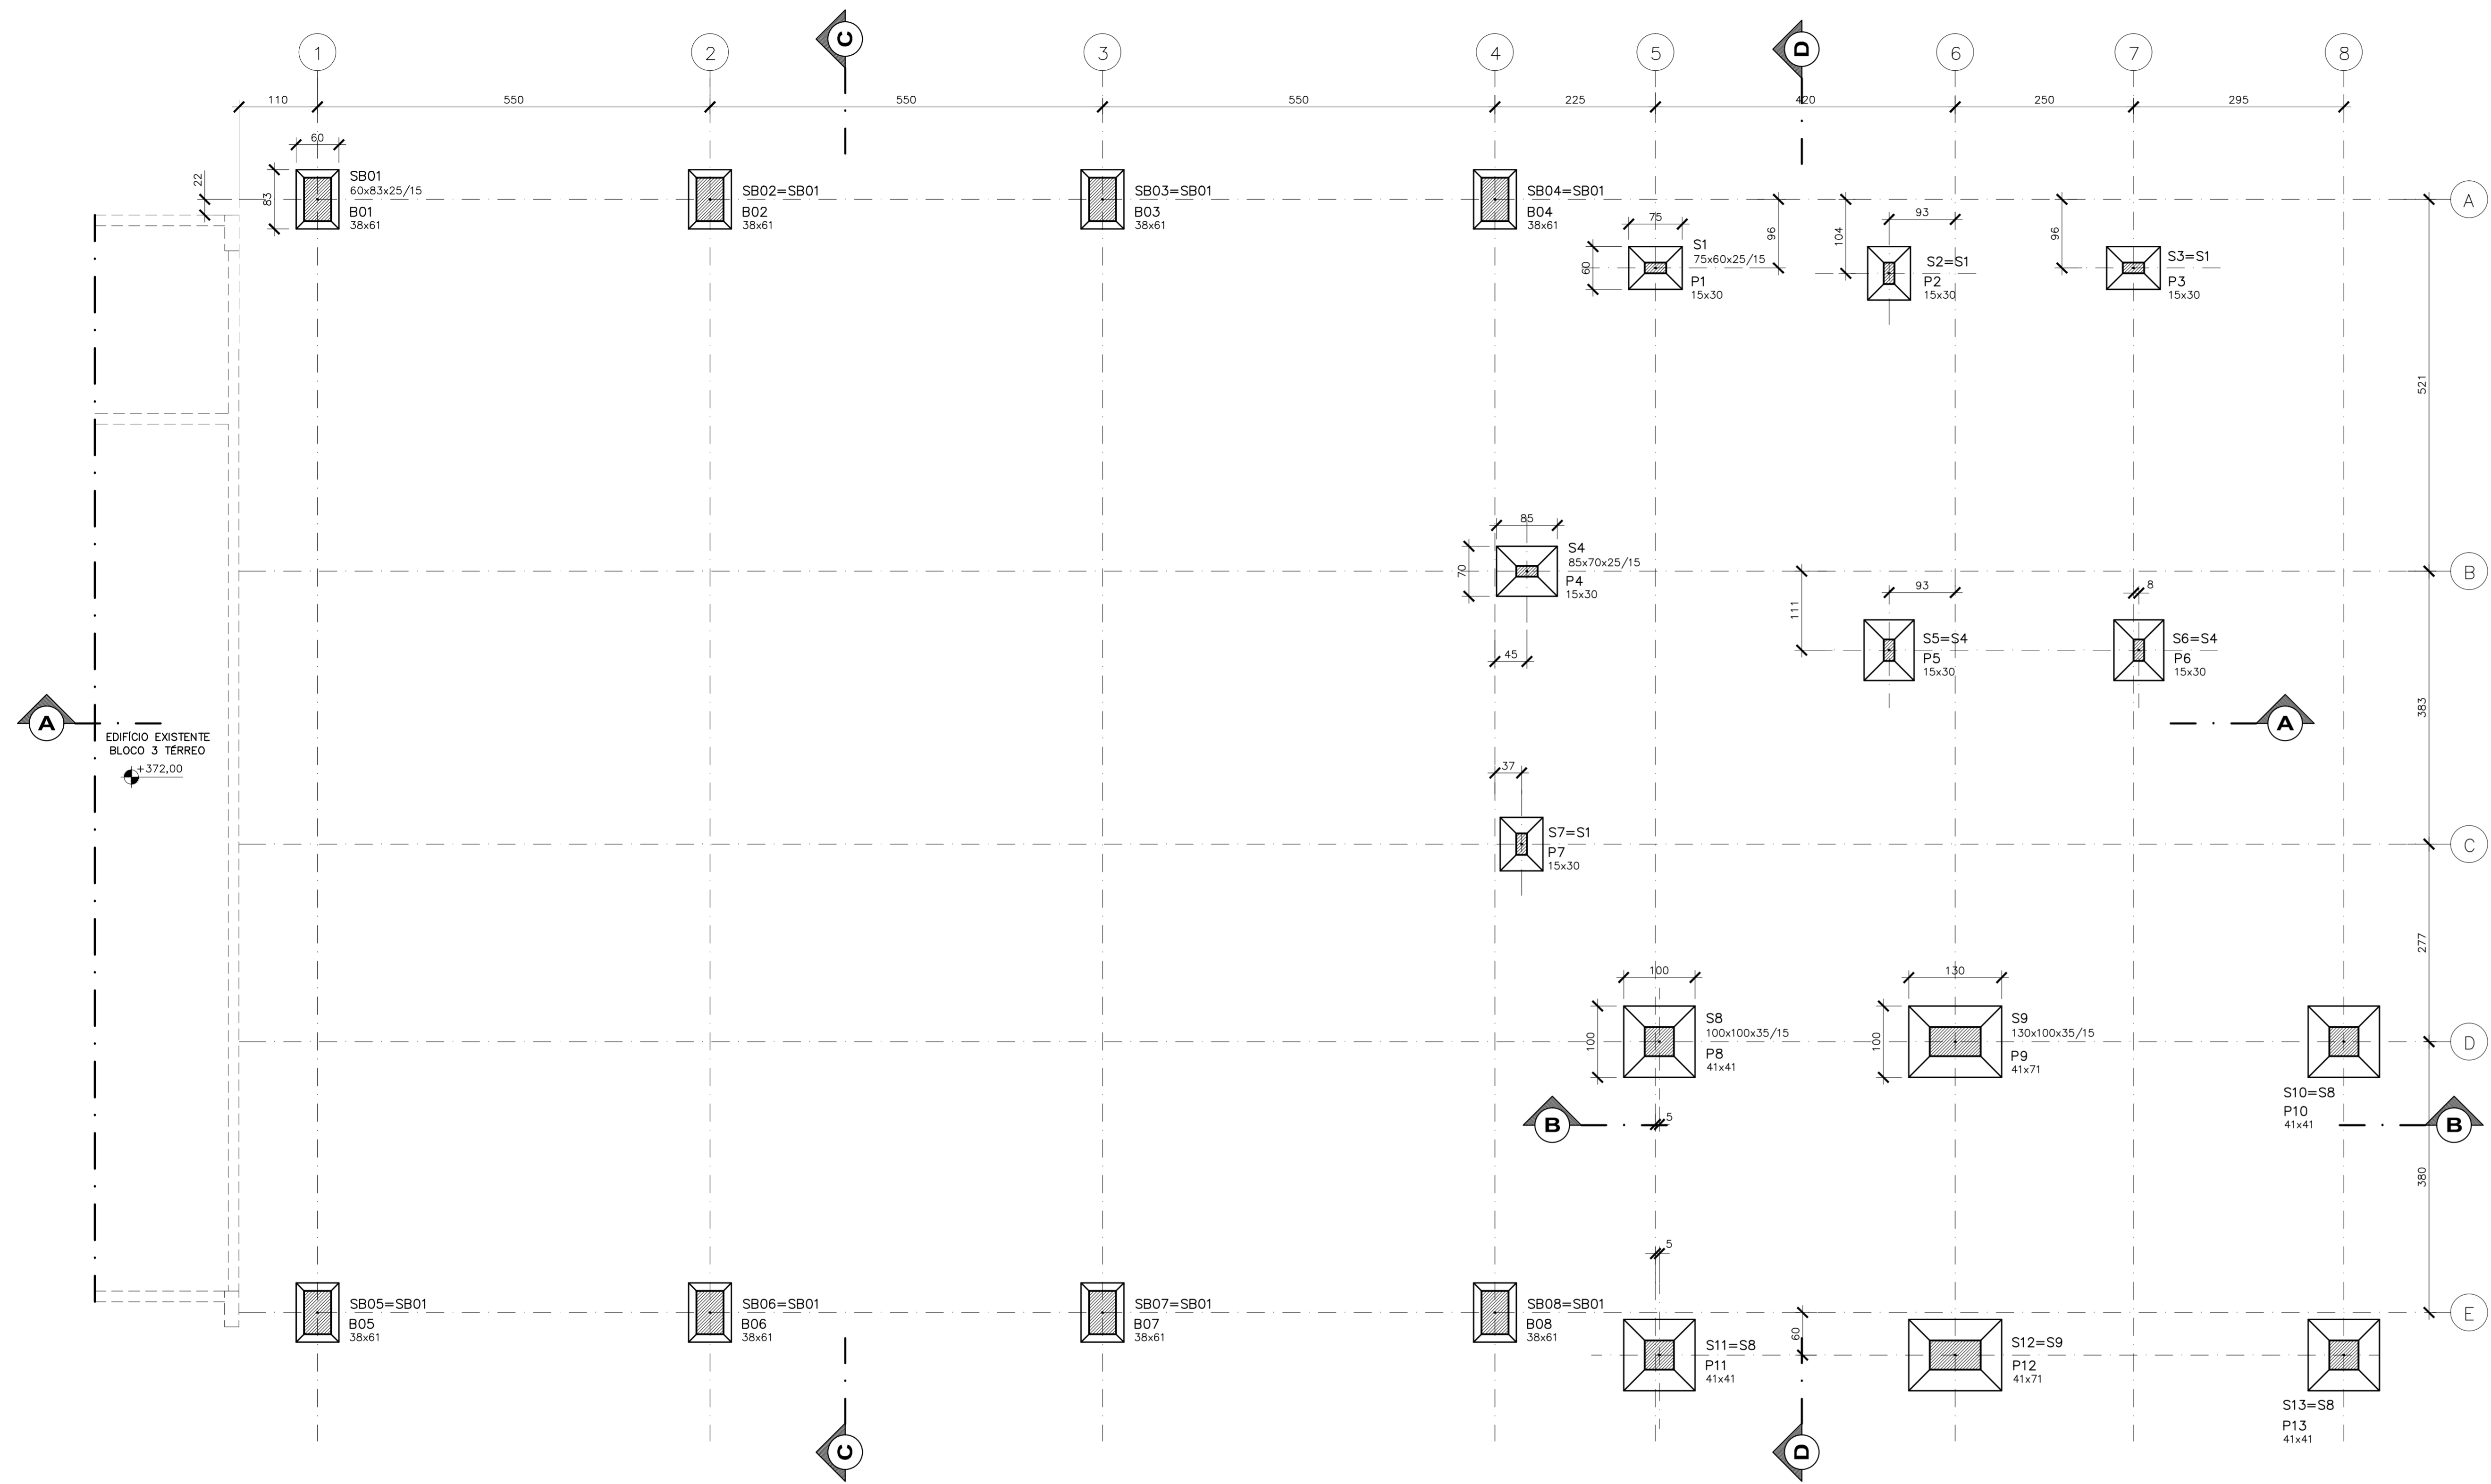 C
D
1
2
3
4
5
6
7
8
110
550
550
550
225
420
250
295
60
83
22
SB01
60x83x25/15
B01
38x61
SB02=SB01
B02
38x61
SB03=SB01
B03
38x61
SB04=SB01
B04
38x61
A
75
60
S1
75x60x25/15
P1
15x30
96
104
93
S2=S1
P2
15x30
96
S3=S1
P3
15x30
521
85
70
S4
85x70x25/15
P4
15x30
45
B
111
93
S5=S4
P5
15x30
8
S6=S4
P6
15x30
A
EDIFÍCIO EXISTENTE
BLOCO 3 TÉRREO
+372,00
A
383
37
S7=S1
P7
15x30
C
277
100
100
S8
100x100x35/15
P8
41x41
130
100
S9
130x100x35/15
P9
41x71
D
S10=S8
P10
41x41
B
5
B
380
5
SB05=SB01
B05
38x61
SB06=SB01
B06
38x61
SB07=SB01
B07
38x61
SB08=SB01
B08
38x61
E
60
S11=S8
P11
41x41
S12=S9
P12
41x71
S13=S8
P13
41x41
C
D